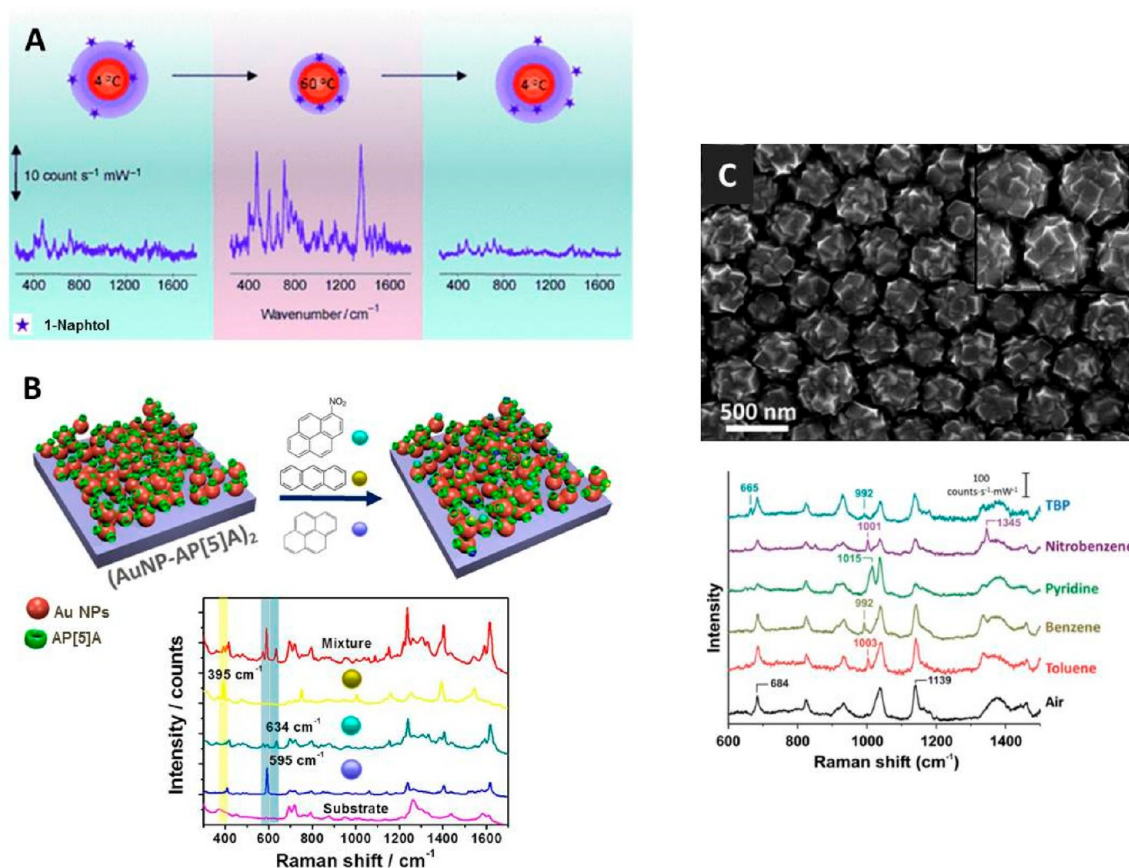 A
4 °C
60 °C
4 °C
10 count s⁻¹ mW⁻¹
400 800 1200 1600
400 800 1200 1600
400 800 1200 1600
Wavenumber / cm⁻¹
1-Naphtol
B
NO₂
(AuNP-AP[5]A)₂
Au NPs
AP[5]A
Mixture
395 cm⁻¹
634 cm⁻¹
595 cm⁻¹
Substrate
Intensity / counts
400 600 800 1000 1200 1400 1600
Raman shift / cm⁻¹
C
500 nm
100
counts·s⁻¹·mW⁻¹
665
992
TBP
1001
1345
Nitrobenzene
1015
Pyridine
992
Benzene
1003
Toluene
684
1139
Air
Intensity
600 800 1000 1200 1400
Raman shift (cm⁻¹)